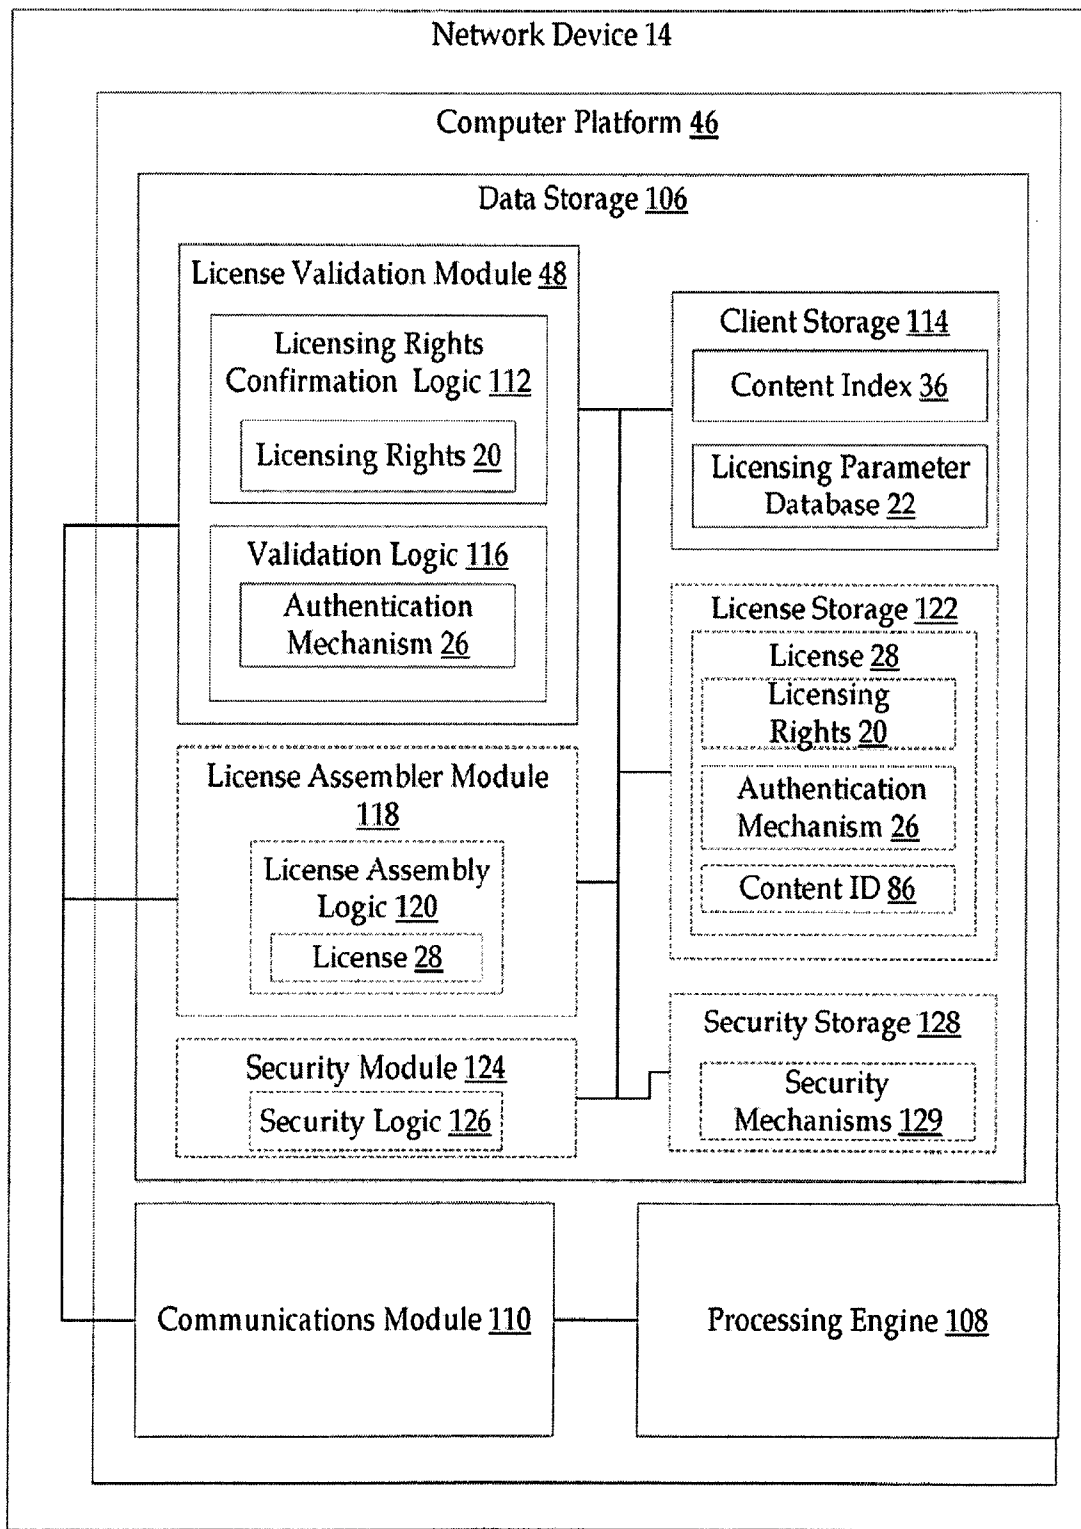 Network Device 14
Computer Platform 46
Data Storage 106
License Validation Module 48
Licensing Rights
Confirmation Logic 112
Licensing Rights 20
Validation Logic 116
Authentication
Mechanism 26
License Assembler Module
118
License Assembly
Logic 120
License 28
Security Module 124
Security Logic 126
Client Storage 114
Content Index 36
Licensing Parameter
Database 22
License Storage 122
License 28
Licensing
Rights 20
Authentication
Mechanism 26
Content ID 86
Security Storage 128
Security
Mechanisms 129
Communications Module 110
Processing Engine 108